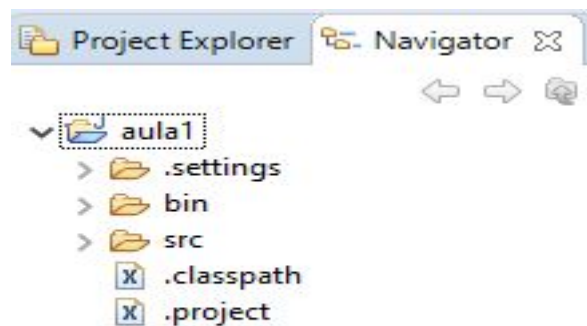 Project Explorer Navigator
aula1
.settings
bin
src
.classpath
.project